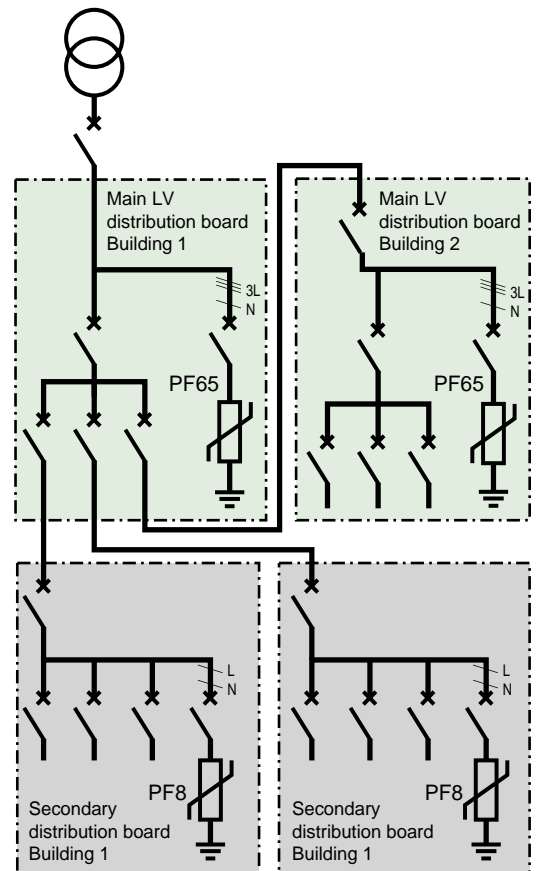 Main LV
distribution board
Building 1
3L
N
PF65
Main LV
distribution board
Building 2
3L
N
PF65
L
N
PF8
Secondary
distribution board
Building 1
L
N
PF8
Secondary
distribution board
Building 1